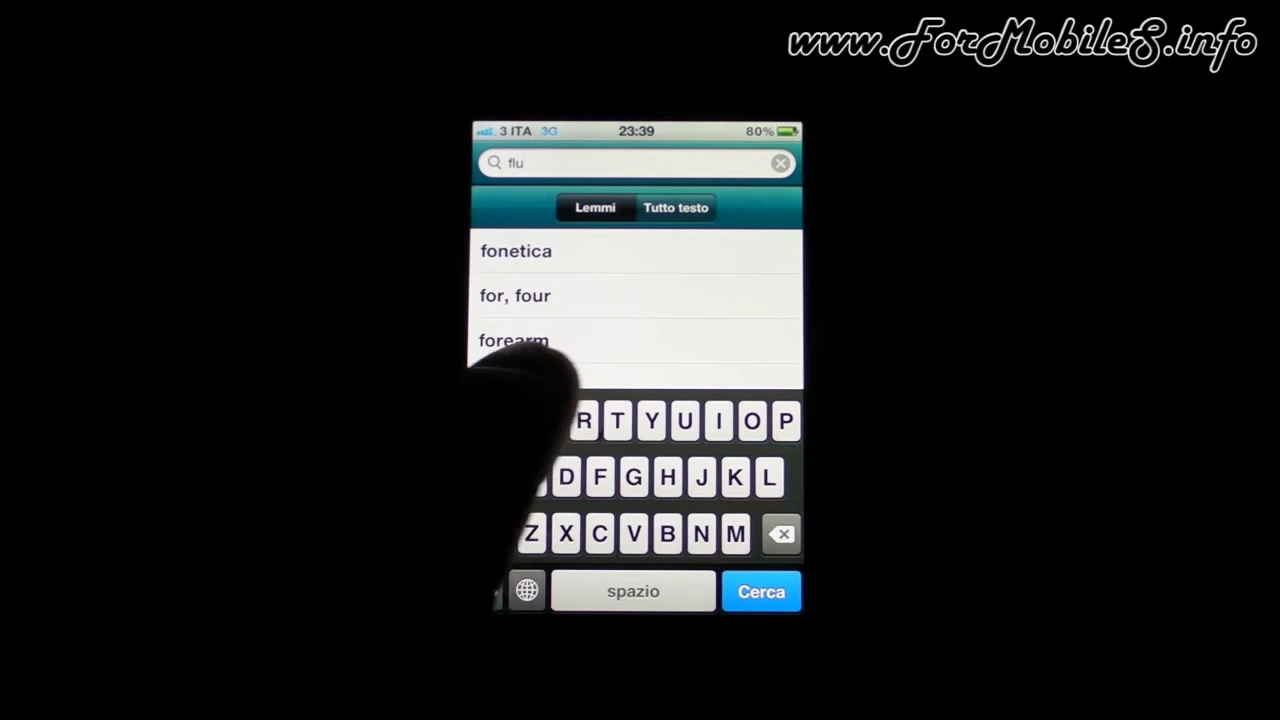 www.ForMobileS.info
3 ITA 3G 23:39 80%
flu
Lemmi Tutto testo
fonetica
for, four
forearm
R T Y U I O P
D F G H J K L
Z X C V B N M
spazio Cerca